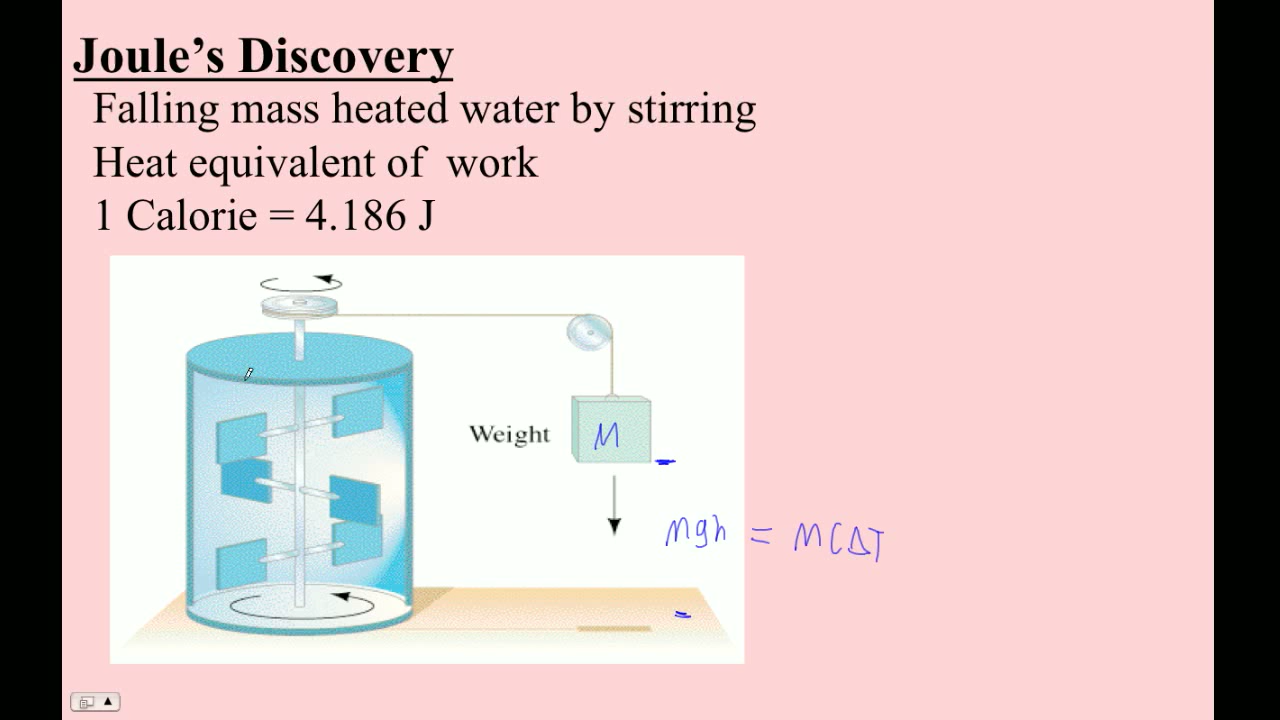 Joule's Discovery
Falling mass heated water by stirring
Heat equivalent of work
1 Calorie = 4.186 J
Weight
M
Mgh = MCΔT